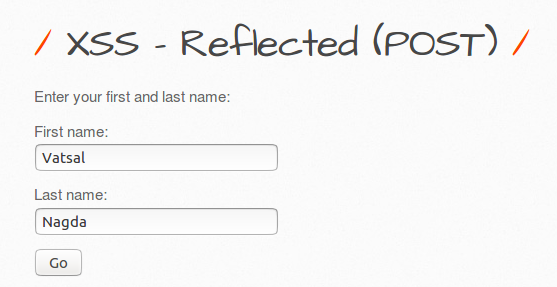 / XSS - Reflected (POST) /
Enter your first and last name:
First name:
Vatsal
Last name:
Nagda
Go